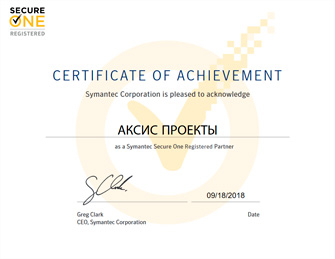 SECURE
ONE
REGISTERED
CERTIFICATE OF ACHIEVEMENT
Symantec Corporation is pleased to acknowledge
АКСИС ПРОЕКТЫ
as a Symantec Secure One Registered Partner
09/18/2018
Greg Clark Date
CEO, Symantec Corporation